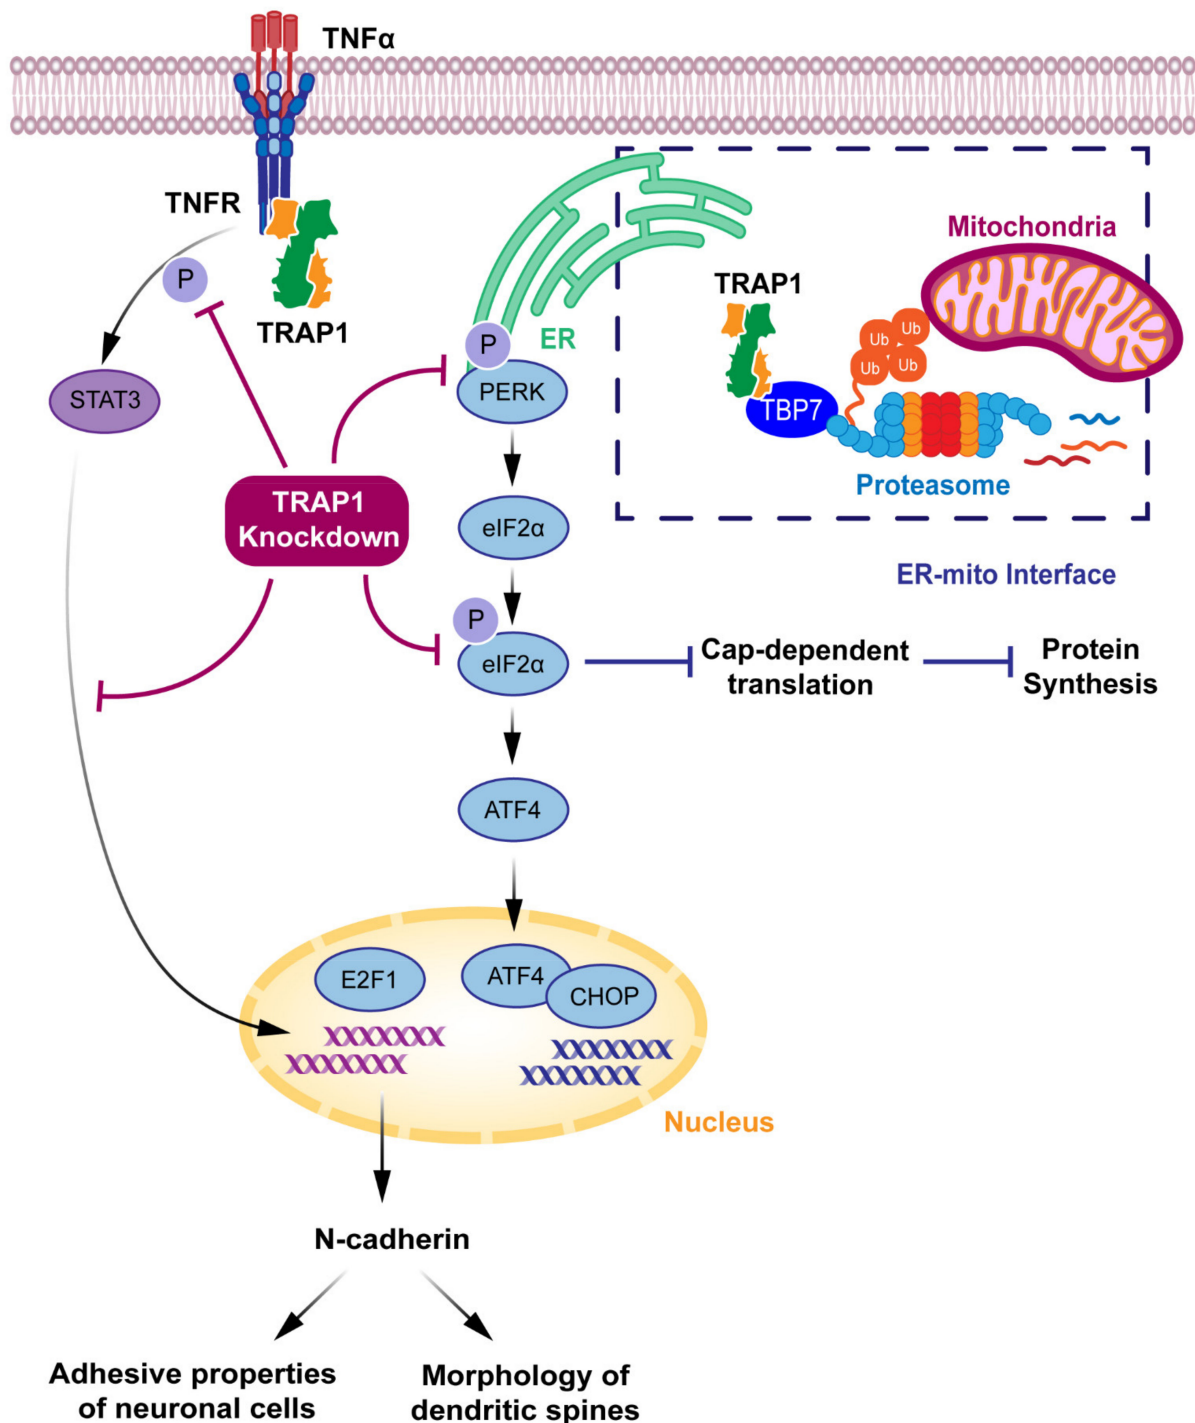 TNFα
TNFR
P
TRAP1
STAT3
Mitochondria
TRAP1
ER
P
PERK
Ub
Ub
Ub
Ub
TBP7
Proteasome
TRAP1
Knockdown
eIF2α
ER-mito Interface
P
eIF2α
Cap-dependent
translation
Protein
Synthesis
ATF4
E2F1
ATF4
CHOP
Nucleus
N-cadherin
Adhesive properties
of neuronal cells
Morphology of
dendritic spines